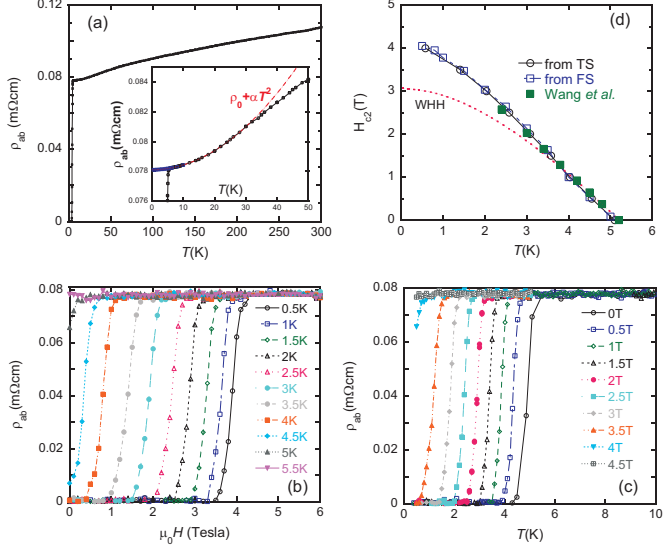 (a)
0.12
0.08
0.04
0
ρab (mΩcm)
0 50 100 150 200 250 300
T(K)
0.084
0.082
0.080
0.078
0.076
ρab (mΩcm)
ρ0+αT²
0 10 20 30 40 50
T(K)
(d)
5
4
3
2
1
0
Hc2(T)
from TS
from FS
Wang et al.
WHH
0 1 2 3 4 5 6
T(K)
(b)
0.08
0.06
0.04
0.02
0
ρab (mΩcm)
0.5K
1K
1.5K
2K
2.5K
3K
3.5K
4K
4.5K
5K
5.5K
0 1 2 3 4 5 6
μ0H (Tesla)
(c)
0.08
0.06
0.04
0.02
0
ρab (mΩcm)
0T
0.5T
1T
1.5T
2T
2.5T
3T
3.5T
4T
4.5T
0 2 4 6 8 10
T(K)